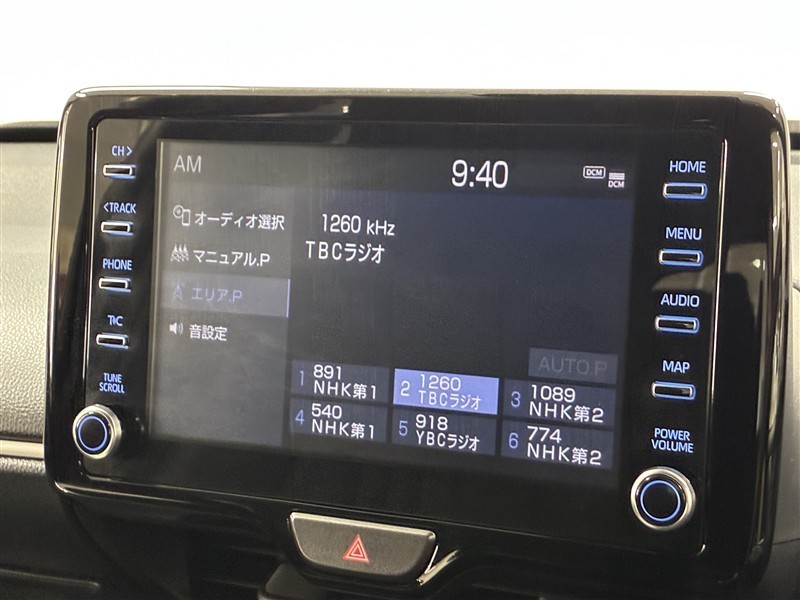 CH>
<TRACK
PHONE
T&C
TUNE
SCROLL
AM
9:40
DCM
DCM
オーディオ選択
マニュアル.P
エリア.P
音設定
1260 kHz
TBCラジオ
AUTO.P
1 891
NHK第1
2 1260
TBCラジオ
3 1089
NHK第2
4 540
NHK第1
5 918
YBCラジオ
6 774
NHK第2
HOME
MENU
AUDIO
MAP
POWER
VOLUME